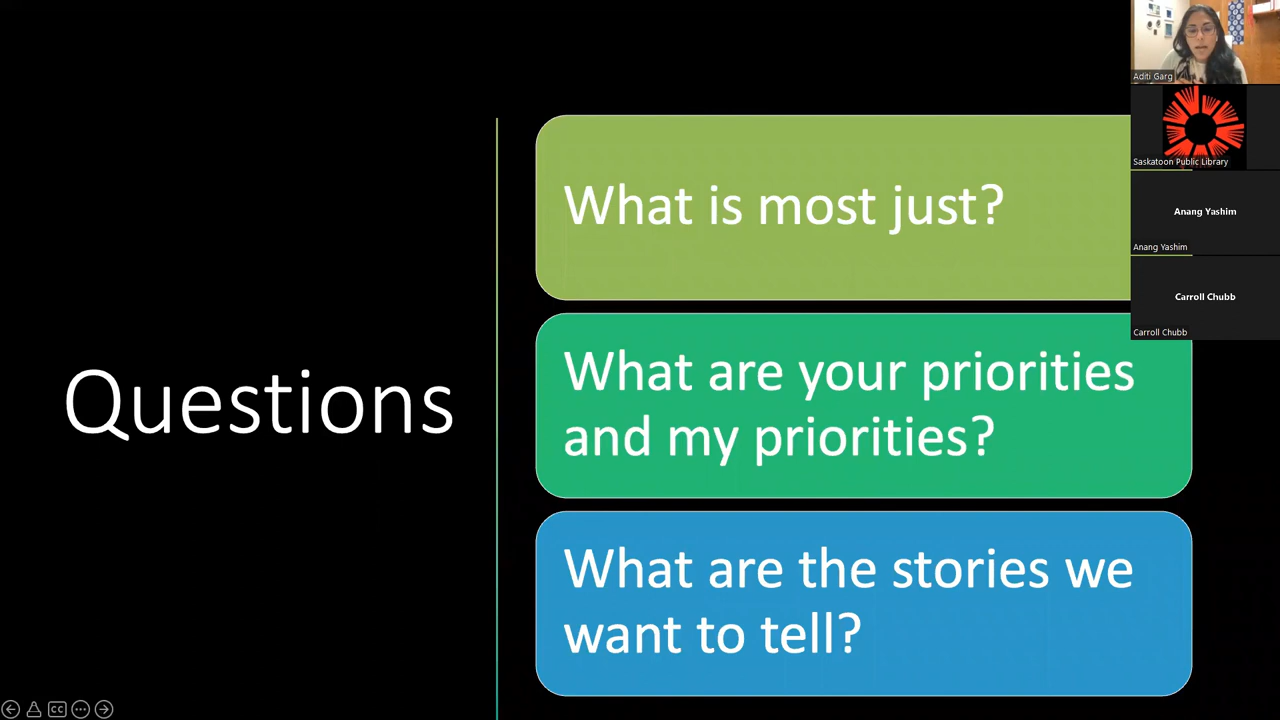 Questions
What is most just?
What are your priorities
and my priorities?
What are the stories we
want to tell?
Aditi Garg
Saskatoon Public Library
Anang Yashim
Anang Yashim
Carroll Chubb
Carroll Chubb
CC